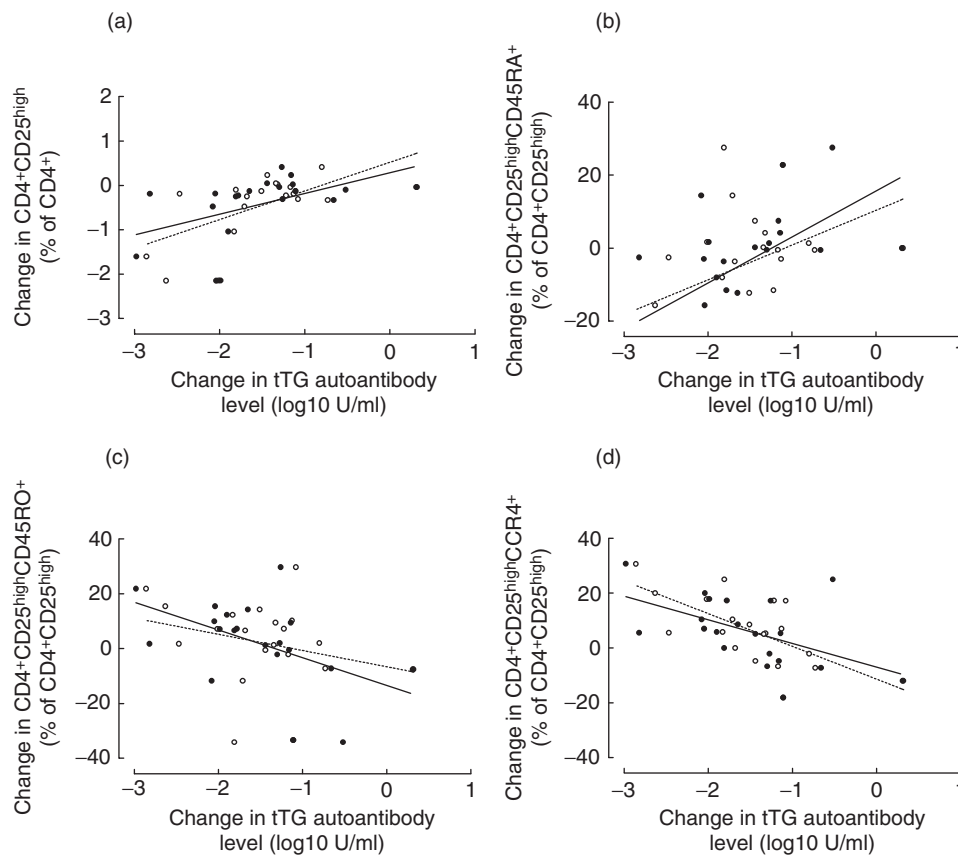 (a)
Change in CD4⁺CD25ʰⁱᵍʰ
(% of CD4⁺)
2
1
0
−1
−2
−3
−3 −2 −1 0 1
Change in tTG autoantibody
level (log10 U/ml)
(b)
Change in CD4⁺CD25ʰⁱᵍʰCD45RA⁺
(% of CD4⁺CD25ʰⁱᵍʰ)
40
20
0
−20
−3 −2 −1 0 1
Change in tTG autoantibody
level (log10 U/ml)
(c)
Change in CD4⁺CD25ʰⁱᵍʰCD45RO⁺
(% of CD4⁺CD25ʰⁱᵍʰ)
40
20
0
−20
−40
−3 −2 −1 0 1
Change in tTG autoantibody
level (log10 U/ml)
(d)
Change in CD4⁺CD25ʰⁱᵍʰCCR4⁺
(% of CD4⁺CD25ʰⁱᵍʰ)
40
20
0
−20
−40
−3 −2 −1 0 1
Change in tTG autoantibody
level (log10 U/ml)